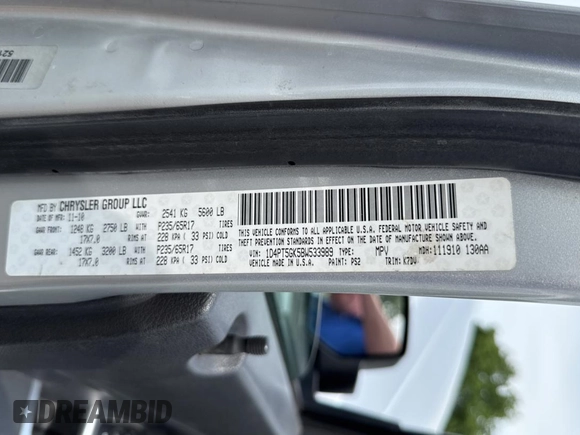 MFD BY CHRYSLER GROUP LLC
DATE OF MFR 11-10 GVWR: 2541 KG 5600 LB
GAWR FRONT 1248 KG 2750 LB WITH P235/65R17 TIRES
17X7.0 RIMS AT 228 KPA ( 33 PSI) COLD
GAWR REAR 1452 KG 3200 LB WITH P235/65R17 TIRES
17X7.0 RIMS AT 228 KPA ( 33 PSI) COLD
THIS VEHICLE CONFORMS TO ALL APPLICABLE U.S.A. FEDERAL MOTOR VEHICLE SAFETY AND
THEFT PREVENTION STANDARDS IN EFFECT ON THE DATE OF MANUFACTURE SHOWN ABOVE.
VIN: 1D4PT5GK5BW533989 TYPE: MPV MDH: 111910 130AA
VEHICLE MADE IN U.S.A. PAINT: PS2 TRIM: K7DV
DREAMBID